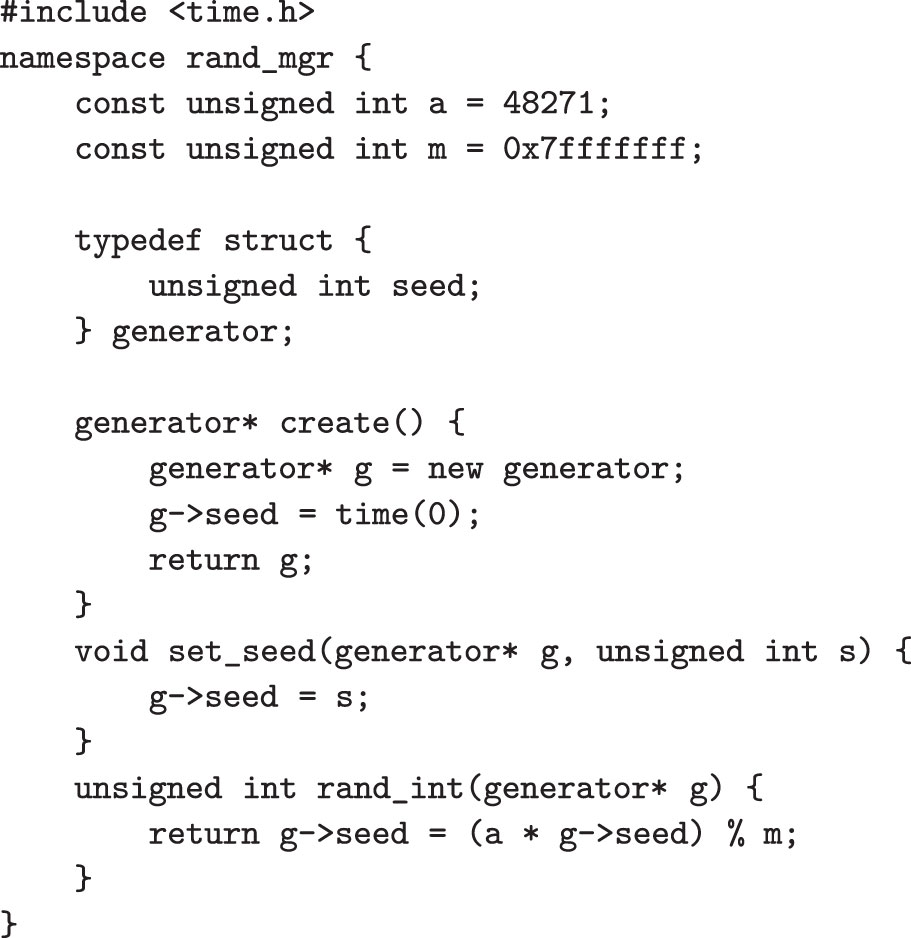 #include <time.h>
namespace rand_mgr {
    const unsigned int a = 48271;
    const unsigned int m = 0x7fffffff;

    typedef struct {
        unsigned int seed;
    } generator;

    generator* create() {
        generator* g = new generator;
        g->seed = time(0);
        return g;
    }
    void set_seed(generator* g, unsigned int s) {
        g->seed = s;
    }
    unsigned int rand_int(generator* g) {
        return g->seed = (a * g->seed) % m;
    }
}